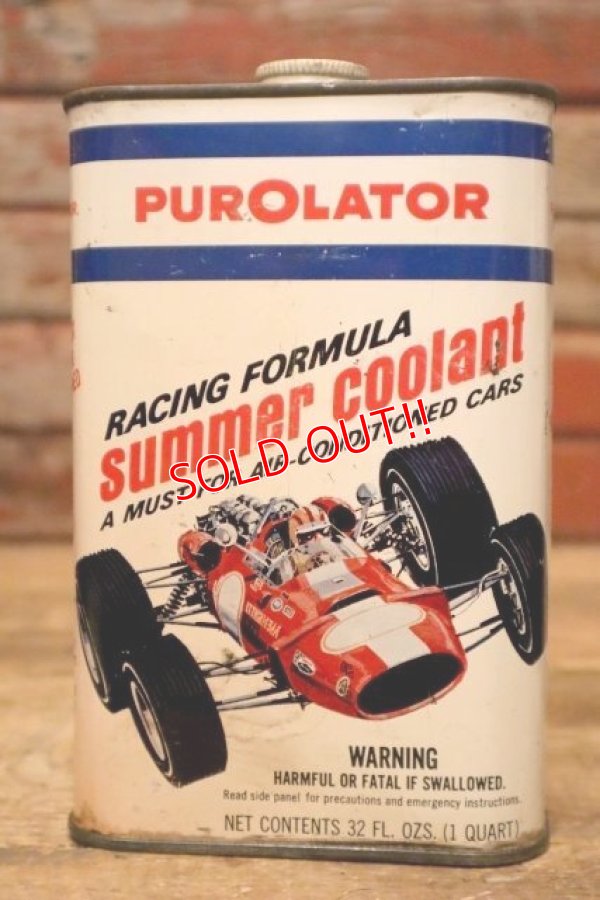 PUROLATOR
RACING FORMULA
summer coolant
A MUST FOR AIR-CONDITIONED CARS
SOLD OUT!!
WARNING
HARMFUL OR FATAL IF SWALLOWED.
Read side panel for precautions and emergency instructions.
NET CONTENTS 32 FL. OZS. (1 QUART)